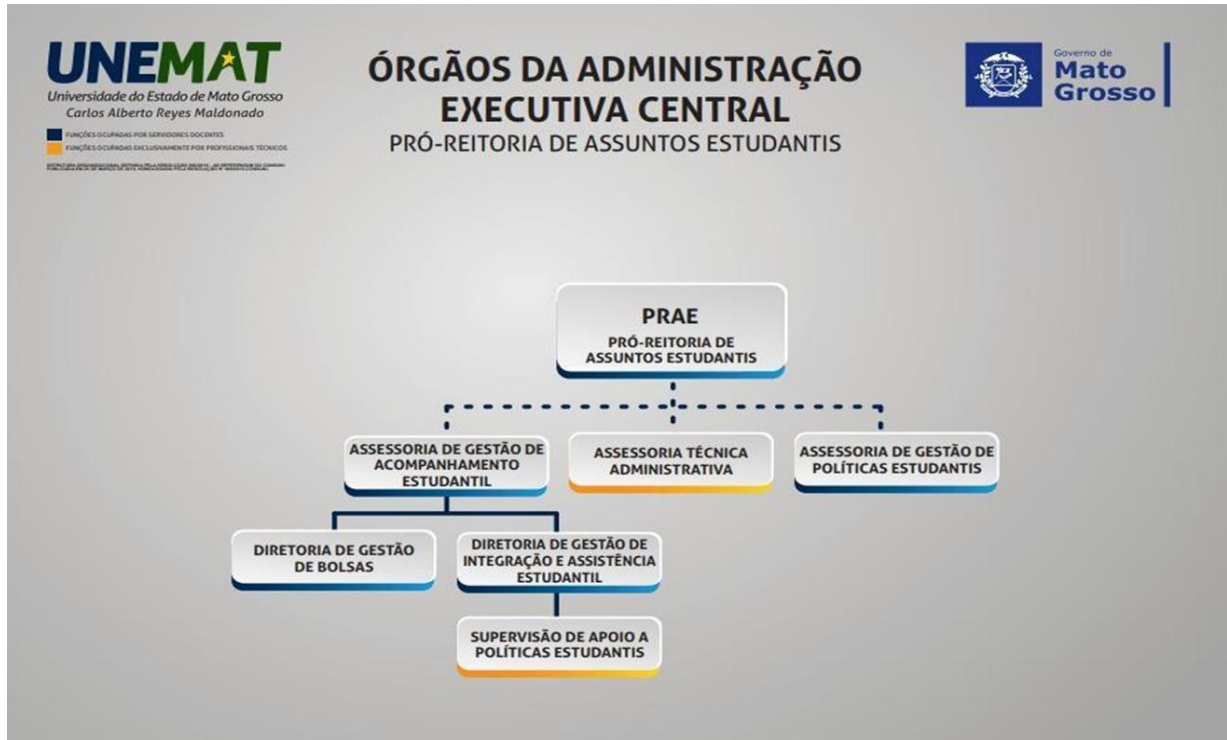 UNEMAT
Universidade do Estado de Mato Grosso
Carlos Alberto Reyes Maldonado
FUNÇÕES OCUPADAS POR SERVIDORES DOCENTES
FUNÇÕES OCUPADAS EXCLUSIVAMENTE POR PROFISSIONAIS TÉCNICOS
ÓRGÃOS DA ADMINISTRAÇÃO
EXECUTIVA CENTRAL
PRÓ-REITORIA DE ASSUNTOS ESTUDANTIS
Governo de
Mato
Grosso
PRAE
PRÓ-REITORIA DE
ASSUNTOS ESTUDANTIS
ASSESSORIA DE GESTÃO DE
ACOMPANHAMENTO
ESTUDANTIL
ASSESSORIA TÉCNICA
ADMINISTRATIVA
ASSESSORIA DE GESTÃO DE
POLÍTICAS ESTUDANTIS
DIRETORIA DE GESTÃO
DE BOLSAS
DIRETORIA DE GESTÃO DE
INTEGRAÇÃO E ASSISTÊNCIA
ESTUDANTIL
SUPERVISÃO DE APOIO A
POLÍTICAS ESTUDANTIS